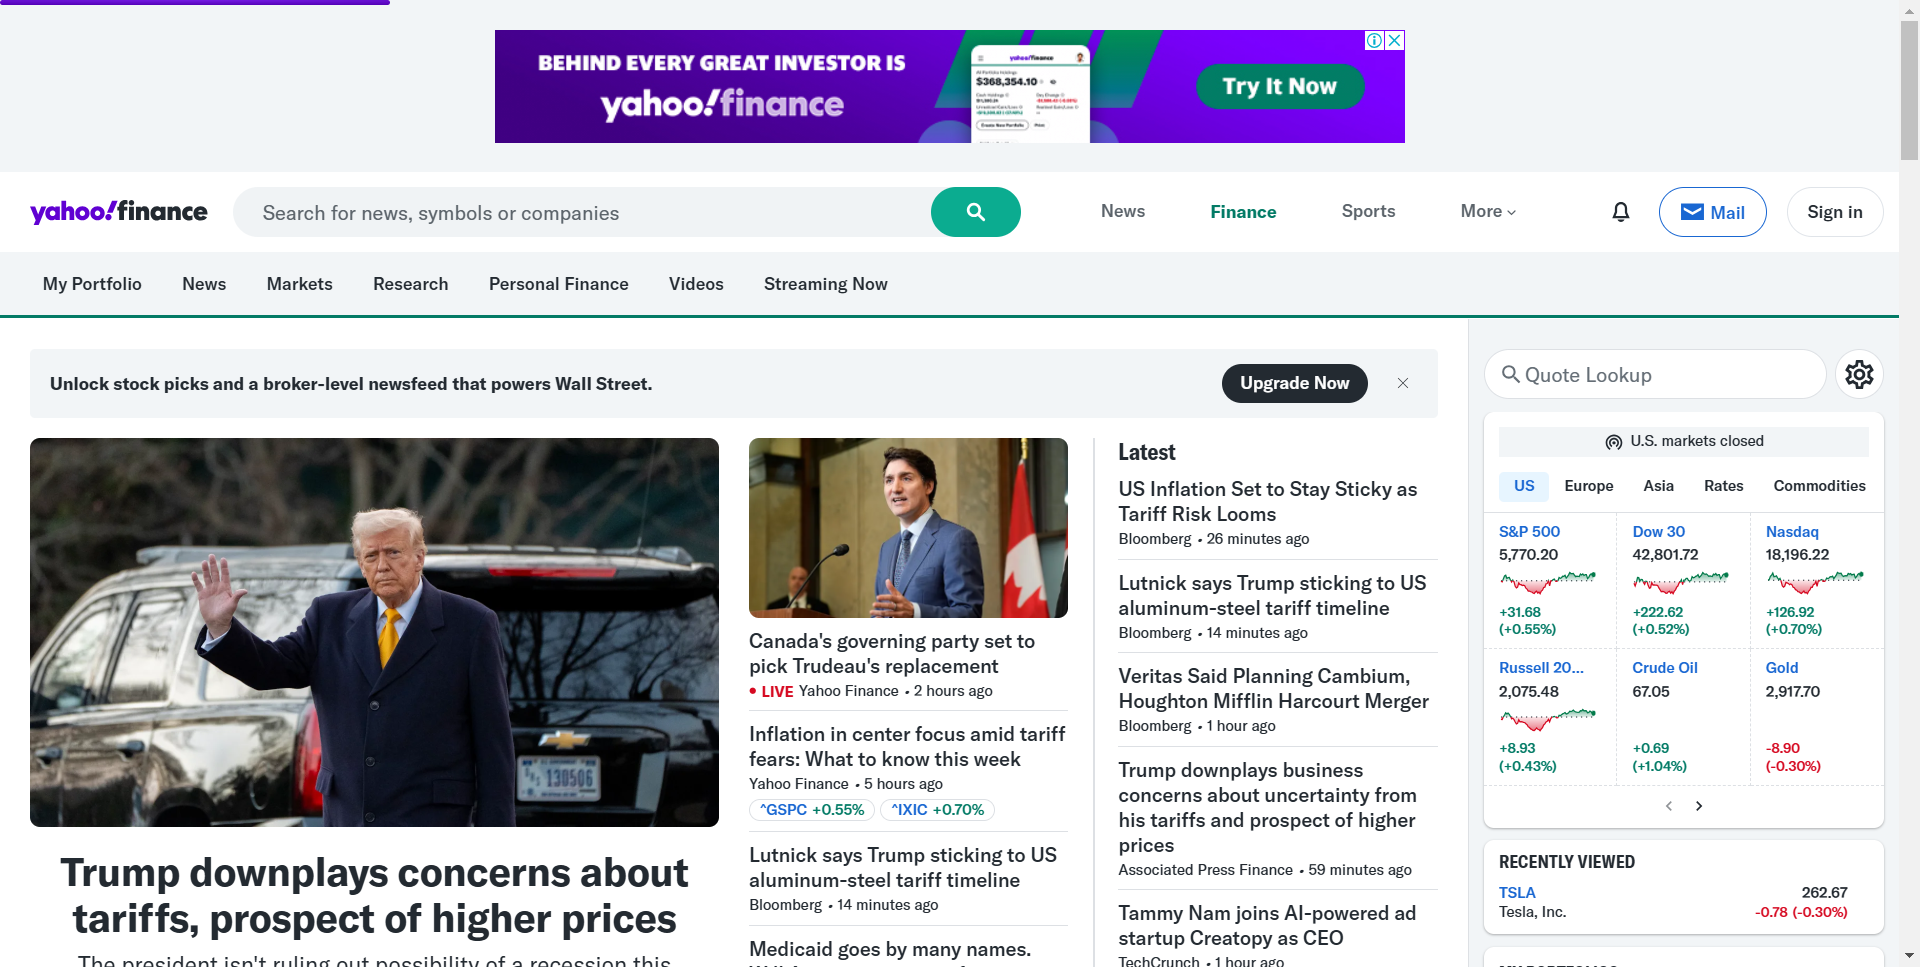 BEHIND EVERY GREAT INVESTOR IS
yahoo!finance
yahoo!finance
$368,354.10
Try It Now
yahoo!finance
Search for news, symbols or companies
News
Finance
Sports
More
Mail
Sign in
My Portfolio
News
Markets
Research
Personal Finance
Videos
Streaming Now
Unlock stock picks and a broker-level newsfeed that powers Wall Street.
Upgrade Now
Trump downplays concerns about
tariffs, prospect of higher prices
The president isn't ruling out possibility of a recession this
Canada's governing party set to
pick Trudeau's replacement
• LIVE Yahoo Finance • 2 hours ago
Inflation in center focus amid tariff
fears: What to know this week
Yahoo Finance • 5 hours ago
^GSPC +0.55%
^IXIC +0.70%
Lutnick says Trump sticking to US
aluminum-steel tariff timeline
Bloomberg • 14 minutes ago
Medicaid goes by many names.
Latest
US Inflation Set to Stay Sticky as
Tariff Risk Looms
Bloomberg • 26 minutes ago
Lutnick says Trump sticking to US
aluminum-steel tariff timeline
Bloomberg • 14 minutes ago
Veritas Said Planning Cambium,
Houghton Mifflin Harcourt Merger
Bloomberg • 1 hour ago
Trump downplays business
concerns about uncertainty from
his tariffs and prospect of higher
prices
Associated Press Finance • 59 minutes ago
Tammy Nam joins AI-powered ad
startup Creatopy as CEO
TechCrunch • 1 hour ago
Quote Lookup
U.S. markets closed
US
Europe
Asia
Rates
Commodities
S&P 500
5,770.20
+31.68
(+0.55%)
Dow 30
42,801.72
+222.62
(+0.52%)
Nasdaq
18,196.22
+126.92
(+0.70%)
Russell 20...
2,075.48
+8.93
(+0.43%)
Crude Oil
67.05
+0.69
(+1.04%)
Gold
2,917.70
-8.90
(-0.30%)
RECENTLY VIEWED
TSLA 262.67
Tesla, Inc. -0.78 (-0.30%)